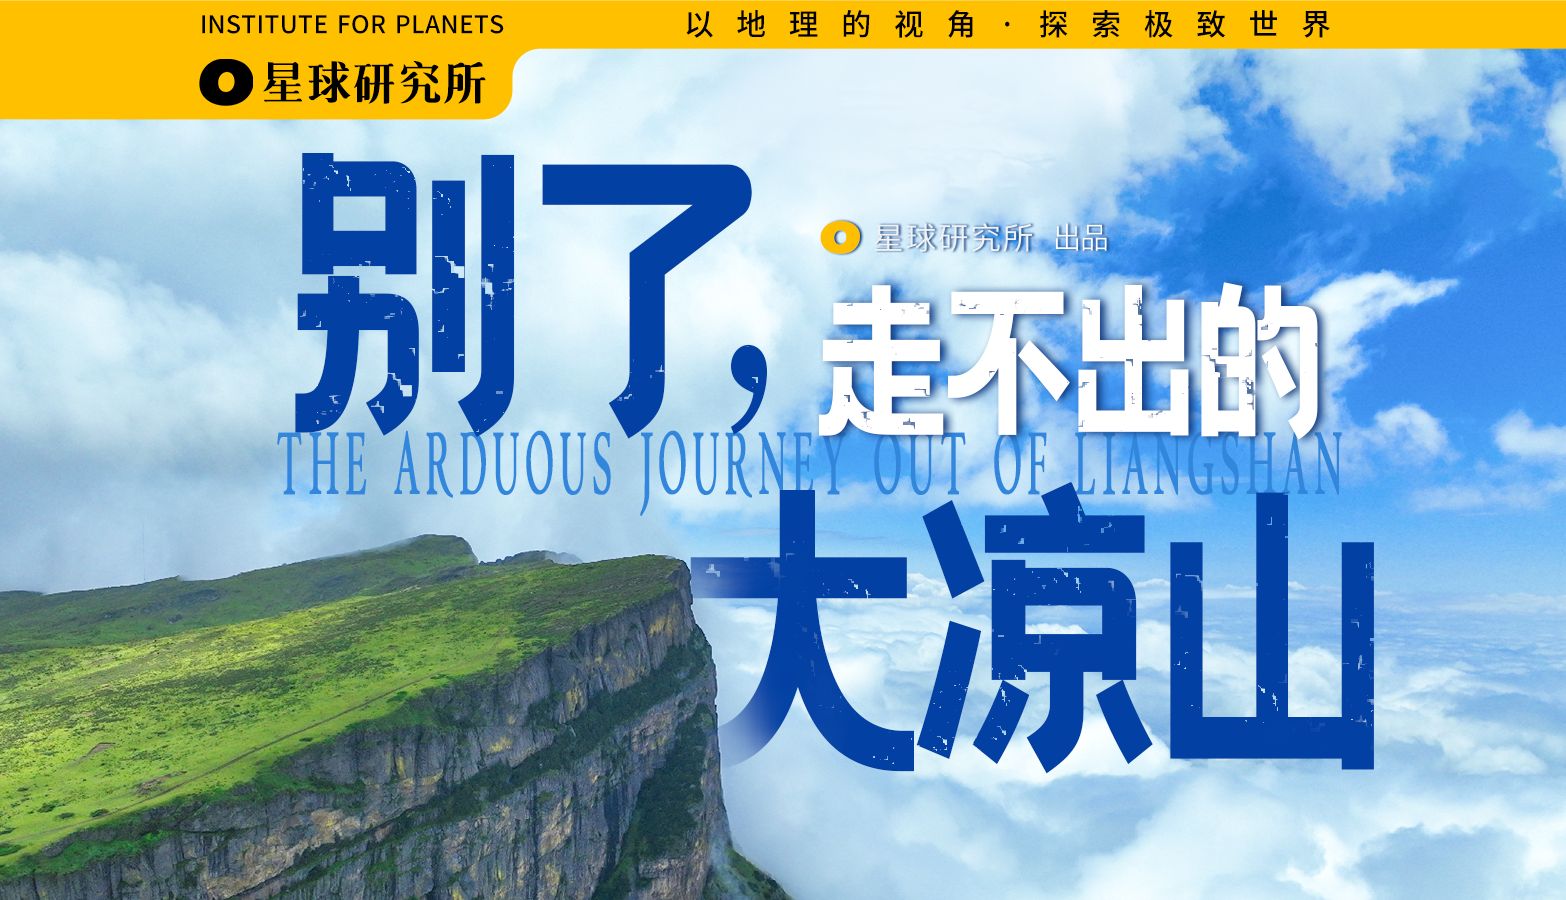 INSTITUTE FOR PLANETS
以地理的视角·探索极致世界
星球研究所
别了,
星球研究所 出品
走不出的
THE ARDUOUS JOURNEY OUT OF LIANGSHAN
大凉山